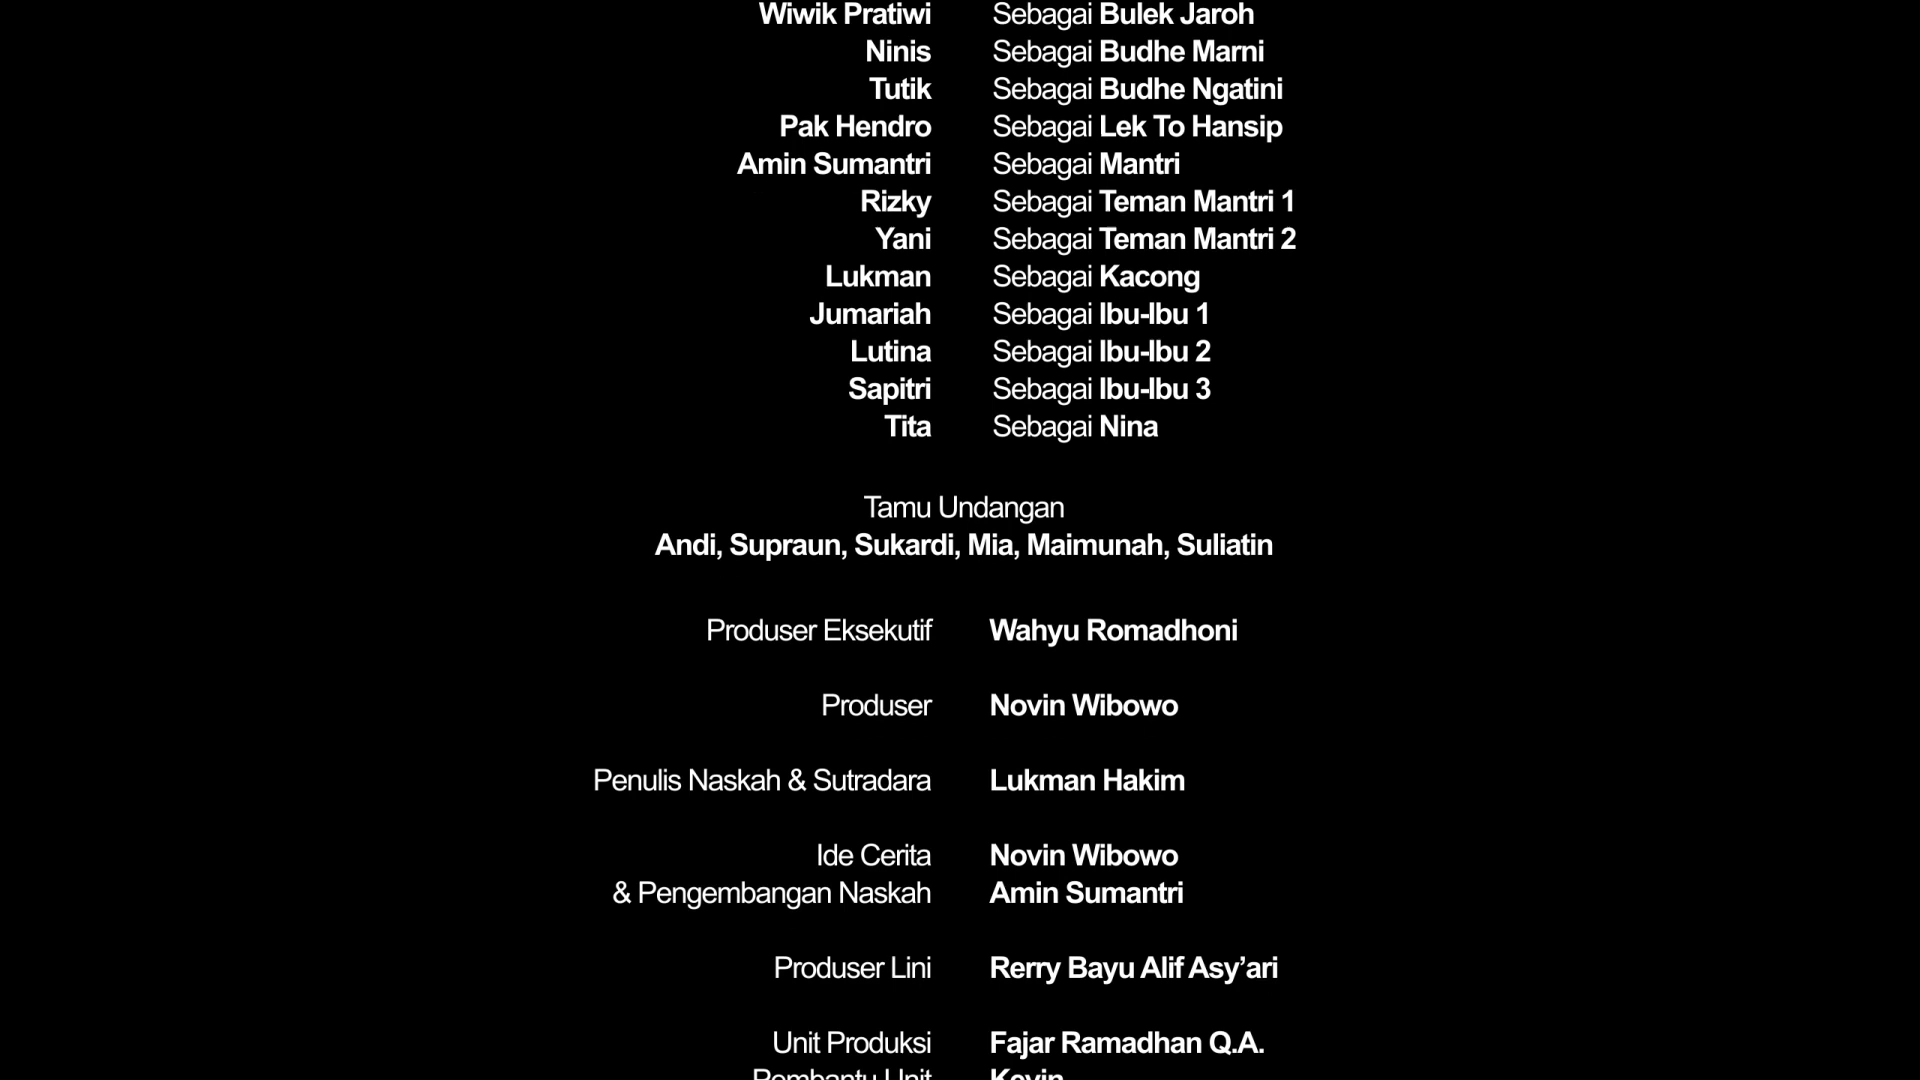 Wiwik Pratiwi Sebagai Bulek Jaroh
Ninis Sebagai Budhe Marni
Tutik Sebagai Budhe Ngatini
Pak Hendro Sebagai Lek To Hansip
Amin Sumantri Sebagai Mantri
Rizky Sebagai Teman Mantri 1
Yani Sebagai Teman Mantri 2
Lukman Sebagai Kacong
Jumariah Sebagai Ibu-Ibu 1
Lutina Sebagai Ibu-Ibu 2
Sapitri Sebagai Ibu-Ibu 3
Tita Sebagai Nina
Tamu Undangan
Andi, Supraun, Sukardi, Mia, Maimunah, Suliatin
Produser Eksekutif Wahyu Romadhoni
Produser Novin Wibowo
Penulis Naskah & Sutradara Lukman Hakim
Ide Cerita Novin Wibowo
& Pengembangan Naskah Amin Sumantri
Produser Lini Rerry Bayu Alif Asy’ari
Unit Produksi Fajar Ramadhan Q.A.
Pembantu Unit Kevin